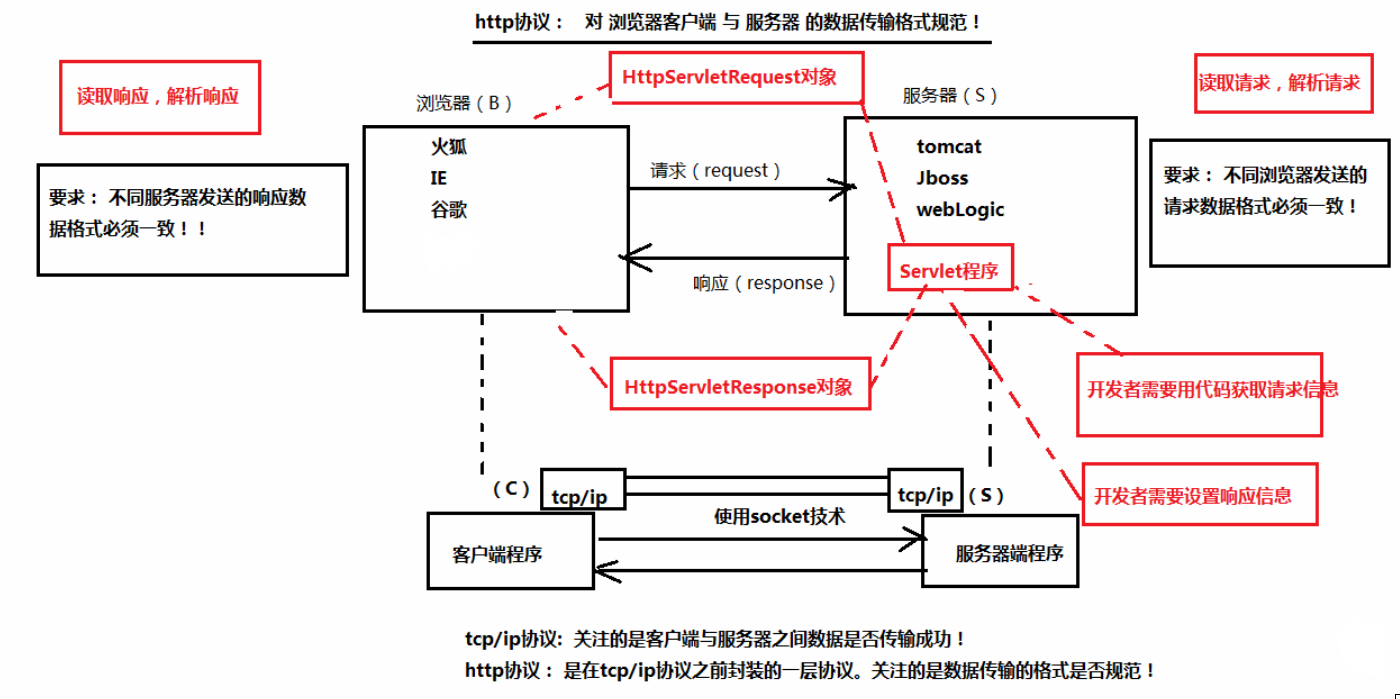 http协议： 对 浏览器客户端 与 服务器 的数据传输格式规范！
读取响应，解析响应
HttpServletRequest对象
读取请求，解析请求
浏览器（B）
服务器（S）
火狐
IE
谷歌
请求（request）
tomcat
Jboss
webLogic
要求： 不同服务器发送的响应数
据格式必须一致！！
要求： 不同浏览器发送的
请求数据格式必须一致！
Servlet程序
响应（response）
HttpServletResponse对象
开发者需要用代码获取请求信息
（C）
tcp/ip
tcp/ip
（S）
开发者需要设置响应信息
使用socket技术
客户端程序
服务器端程序
tcp/ip协议: 关注的是客户端与服务器之间数据是否传输成功！
http协议： 是在tcp/ip协议之前封装的一层协议。关注的是数据传输的格式是否规范！